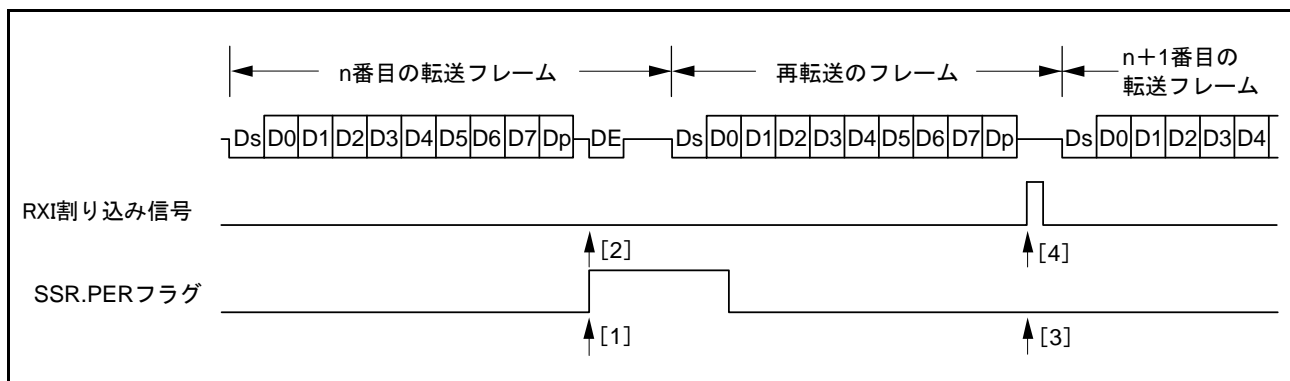 n番目の転送フレーム
再転送のフレーム
n+1番目の
転送フレーム
Ds D0 D1 D2 D3 D4 D5 D6 D7 Dp DE Ds D0 D1 D2 D3 D4 D5 D6 D7 Dp Ds D0 D1 D2 D3 D4
RXI割り込み信号
[2]
[4]
SSR.PERフラグ
[1]
[3]